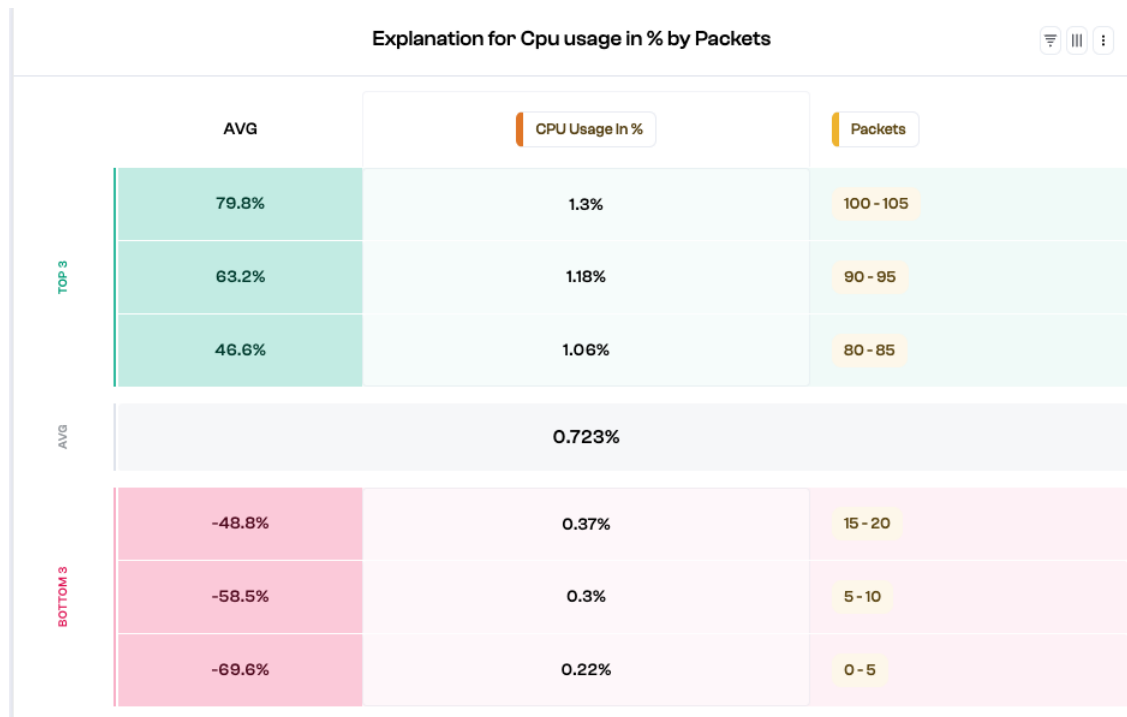 Explanation for Cpu usage in % by Packets
AVG CPU Usage In % Packets
TOP 3
79.8% 1.3% 100 - 105
63.2% 1.18% 90 - 95
46.6% 1.06% 80 - 85
AVG
0.723%
BOTTOM 3
-48.8% 0.37% 15 - 20
-58.5% 0.3% 5 - 10
-69.6% 0.22% 0 - 5